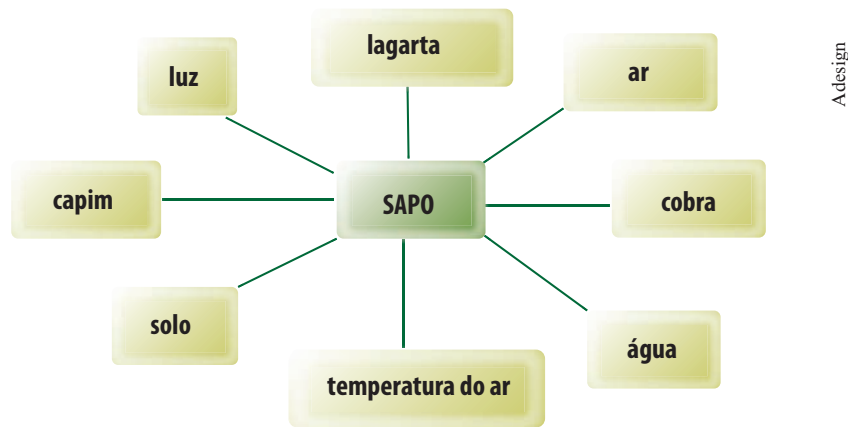 lagarta
luz
ar
Adesign
capim
SAPO
cobra
solo
água
temperatura do ar